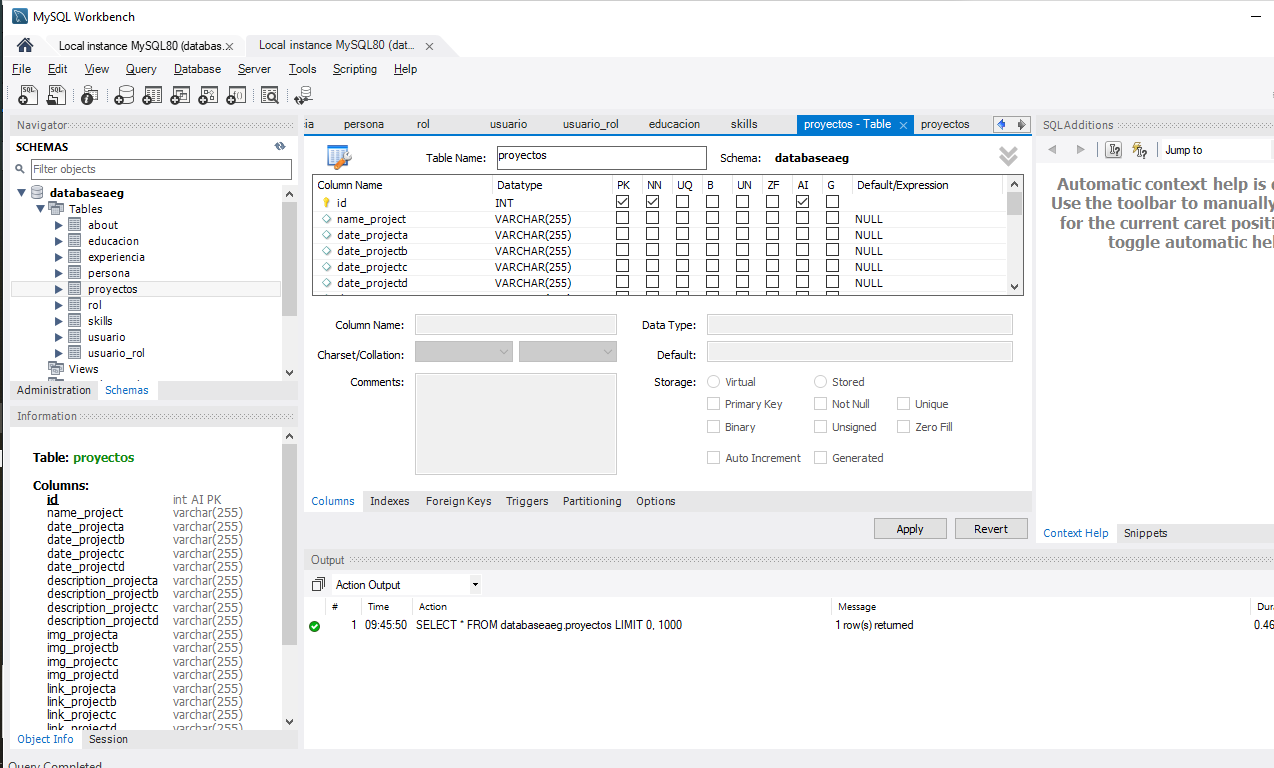 MySQL Workbench
Local instance MySQL80 (databas.
Local instance MySQL80 (dat...
File Edit View Query Database Server Tools Scripting Help
Navigator
SCHEMAS
Filter objects
databaseaeg
Tables
about
educacion
experiencia
persona
proyectos
rol
skills
usuario
usuario_rol
Views
Administration Schemas
Information
Table: proyectos
Columns:
id int AI PK
name_project varchar(255)
date_projecta varchar(255)
date_projectb varchar(255)
date_projectc varchar(255)
date_projectd varchar(255)
description_projecta varchar(255)
description_projectb varchar(255)
description_projectc varchar(255)
description_projectd varchar(255)
img_projecta varchar(255)
img_projectb varchar(255)
img_projectc varchar(255)
img_projectd varchar(255)
link_projecta varchar(255)
link_projectb varchar(255)
link_projectc varchar(255)
link_projectd varchar(255)
Object Info Session
Query Completed
ia persona rol usuario usuario_rol educacion skills proyectos - Table proyectos
Table Name: proyectos Schema: databaseaeg
Column Name Datatype PK NN UQ B UN ZF AI G Default/Expression
id INT
name_project VARCHAR(255) NULL
date_projecta VARCHAR(255) NULL
date_projectb VARCHAR(255) NULL
date_projectc VARCHAR(255) NULL
date_projectd VARCHAR(255) NULL
Column Name: Data Type:
Charset/Collation: Default:
Comments: Storage: Virtual Stored
Primary Key Not Null Unique
Binary Unsigned Zero Fill
Auto Increment Generated
Columns Indexes Foreign Keys Triggers Partitioning Options
Apply Revert
Output
Action Output
# Time Action Message Dur
1 09:45:50 SELECT * FROM databaseaeg.proyectos LIMIT 0, 1000 1 row(s) returned 0.46
SQLAdditions
Jump to
Automatic context help is
Use the toolbar to manually
for the current caret posit
toggle automatic hel
Context Help Snippets